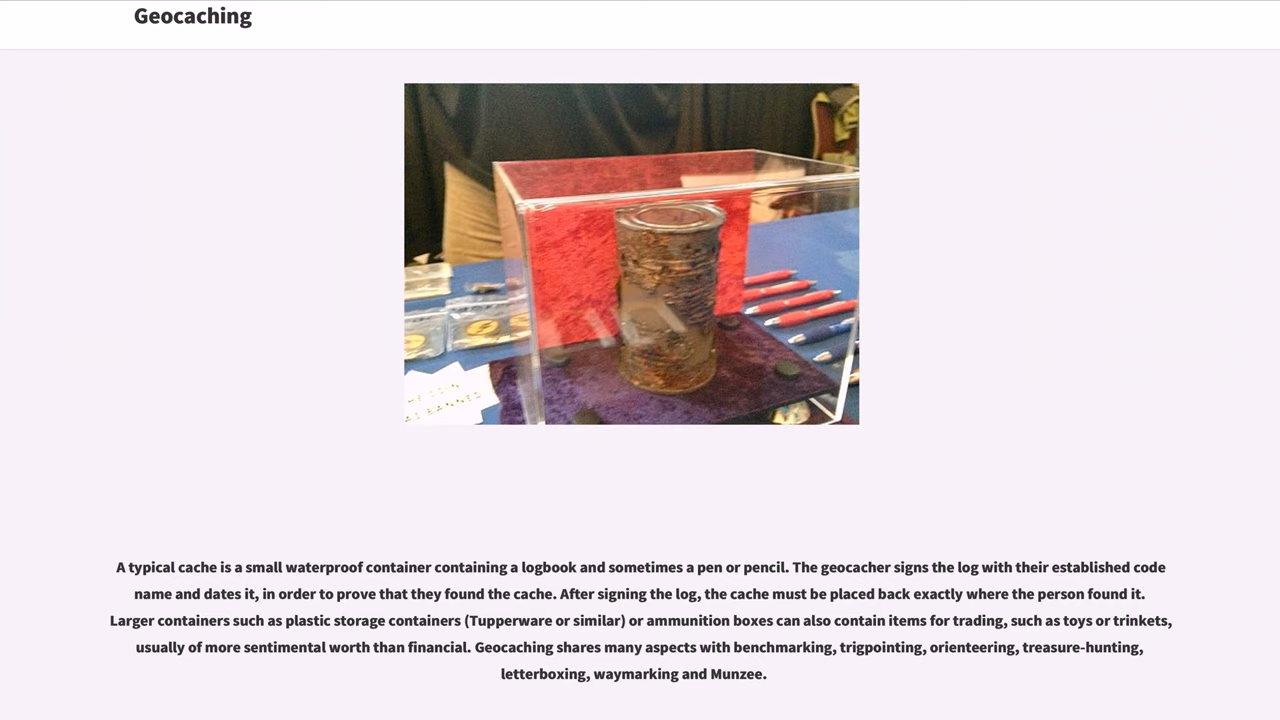 Geocaching
A typical cache is a small waterproof container containing a logbook and sometimes a pen or pencil. The geocacher signs the log with their established code
name and dates it, in order to prove that they found the cache. After signing the log, the cache must be placed back exactly where the person found it.
Larger containers such as plastic storage containers (Tupperware or similar) or ammunition boxes can also contain items for trading, such as toys or trinkets,
usually of more sentimental worth than financial. Geocaching shares many aspects with benchmarking, trigpointing, orienteering, treasure-hunting,
letterboxing, waymarking and Munzee.